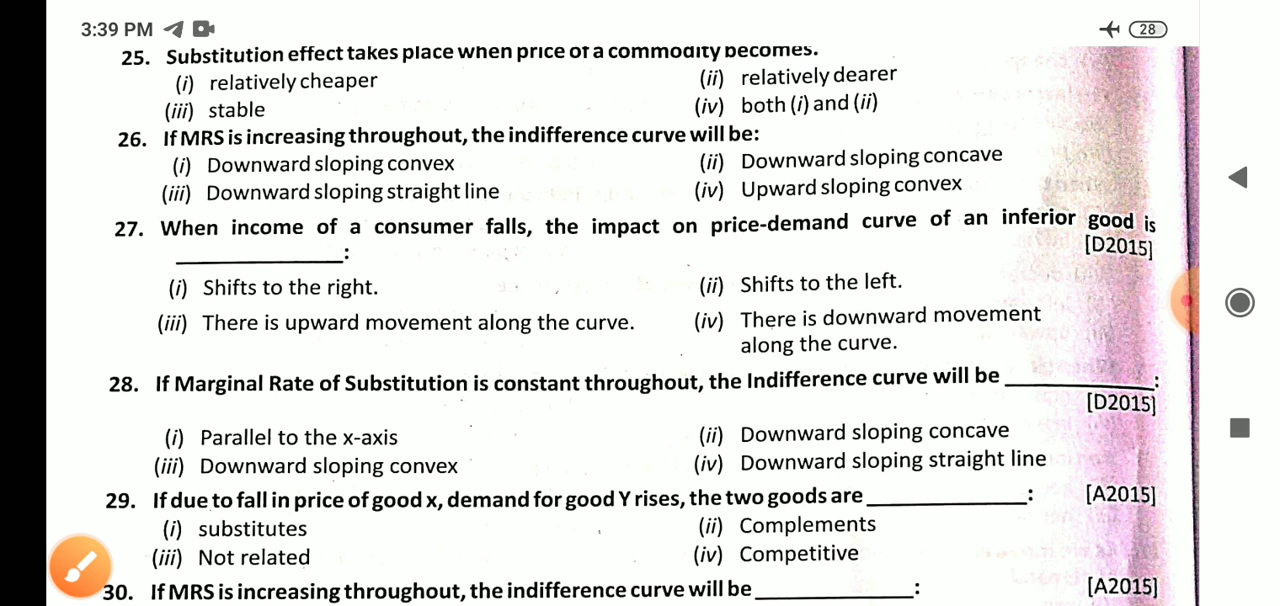 3:39 PM
28
25. Substitution effect takes place when price of a commodity becomes.
(i) relatively cheaper (ii) relatively dearer
(iii) stable (iv) both (i) and (ii)
26. If MRS is increasing throughout, the indifference curve will be:
(i) Downward sloping convex (ii) Downward sloping concave
(iii) Downward sloping straight line (iv) Upward sloping convex
27. When income of a consumer falls, the impact on price-demand curve of an inferior good is
____________: [D2015]
(i) Shifts to the right. (ii) Shifts to the left.
(iii) There is upward movement along the curve. (iv) There is downward movement
along the curve.
28. If Marginal Rate of Substitution is constant throughout, the Indifference curve will be ____________:
[D2015]
(i) Parallel to the x-axis (ii) Downward sloping concave
(iii) Downward sloping convex (iv) Downward sloping straight line
29. If due to fall in price of good x, demand for good Y rises, the two goods are ____________: [A2015]
(i) substitutes (ii) Complements
(iii) Not related (iv) Competitive
30. If MRS is increasing throughout, the indifference curve will be ____________: [A2015]